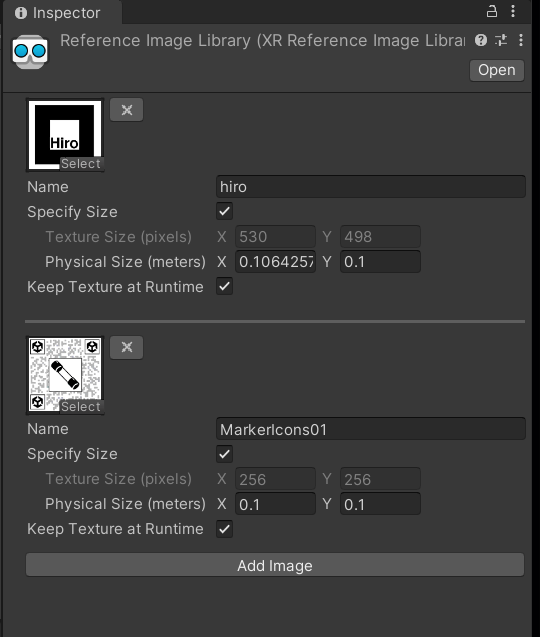 Inspector
Reference Image Library (XR Reference Image Librar
Open
Hiro
Select
Name hiro
Specify Size
Texture Size (pixels) X 530 Y 498
Physical Size (meters) X 0.1064257 Y 0.1
Keep Texture at Runtime
Select
Name MarkerIcons01
Specify Size
Texture Size (pixels) X 256 Y 256
Physical Size (meters) X 0.1 Y 0.1
Keep Texture at Runtime
Add Image